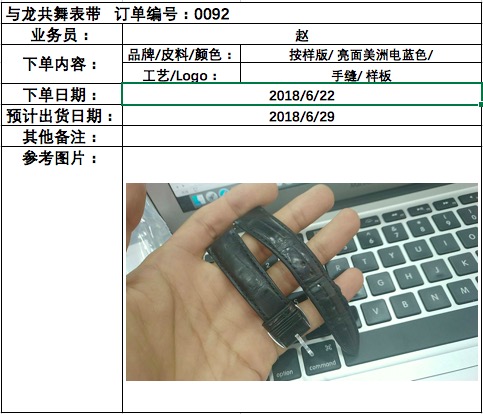 与龙共舞表带 订单编号：0092
业务员： 赵
下单内容： 品牌/皮料/颜色： 按样版/ 亮面美洲电蓝色/
工艺/Logo： 手缝/ 样板
下单日期： 2018/6/22
预计出货日期： 2018/6/29
其他备注：
参考图片：
option
command
⌘